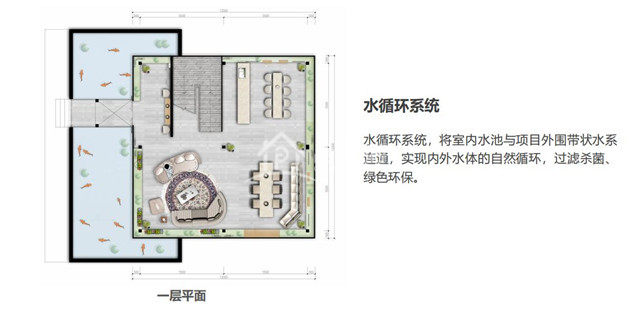 水循环系统
水循环系统，将室内水池与项目外围带状水系
连通，实现内外水体的自然循环，过滤杀菌、
绿色环保。
一层平面